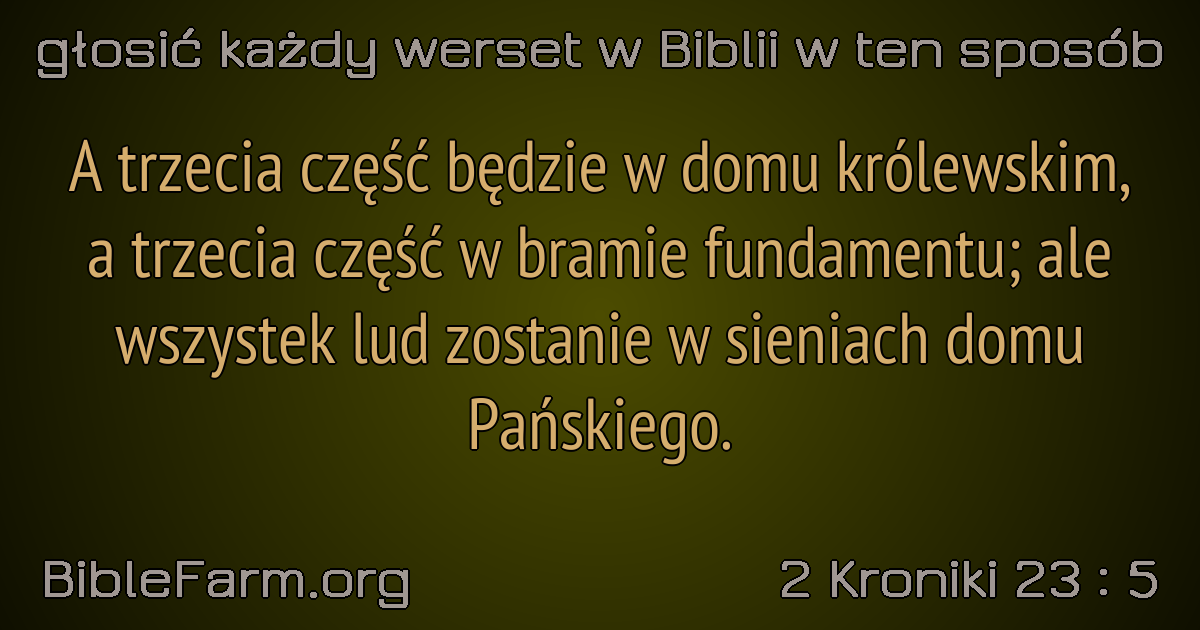 głosić każdy werset w Biblii w ten sposób
A trzecia część będzie w domu królewskim,
a trzecia część w bramie fundamentu; ale
wszystek lud zostanie w sieniach domu
Pańskiego.
BibleFarm.org
2 Kroniki 23 : 5